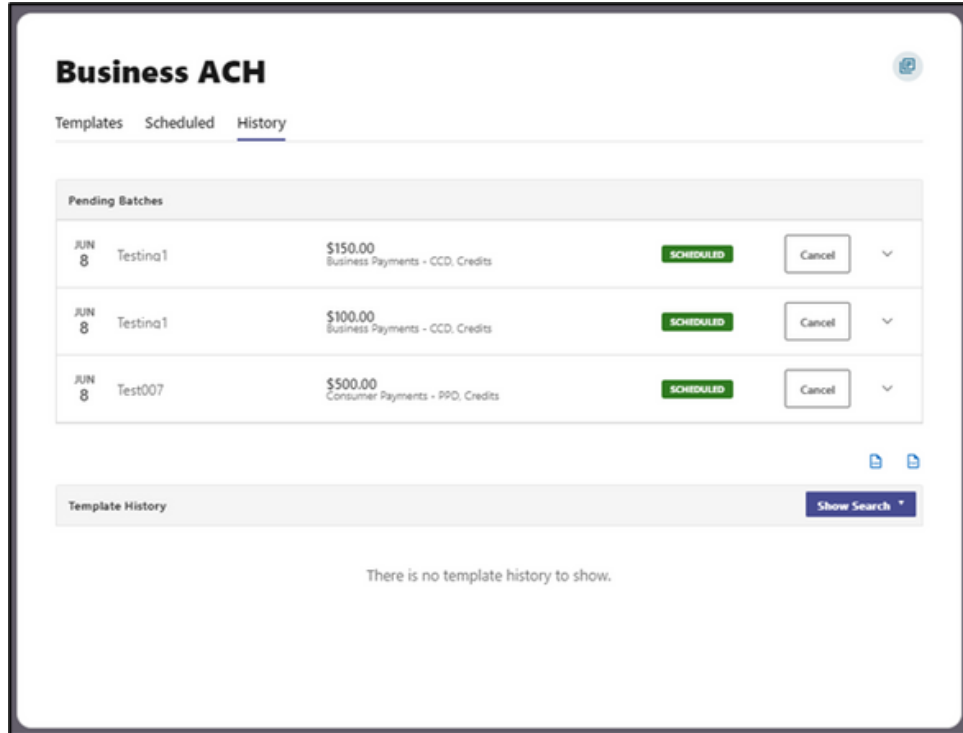 Business ACH
Templates Scheduled History
Pending Batches
JUN
8
Testing1
$150.00
Business Payments - CCD, Credits
SCHEDULED
Cancel
JUN
8
Testing1
$100.00
Business Payments - CCD, Credits
SCHEDULED
Cancel
JUN
8
Test007
$500.00
Consumer Payments - PPD, Credits
SCHEDULED
Cancel
Template History
Show Search
There is no template history to show.